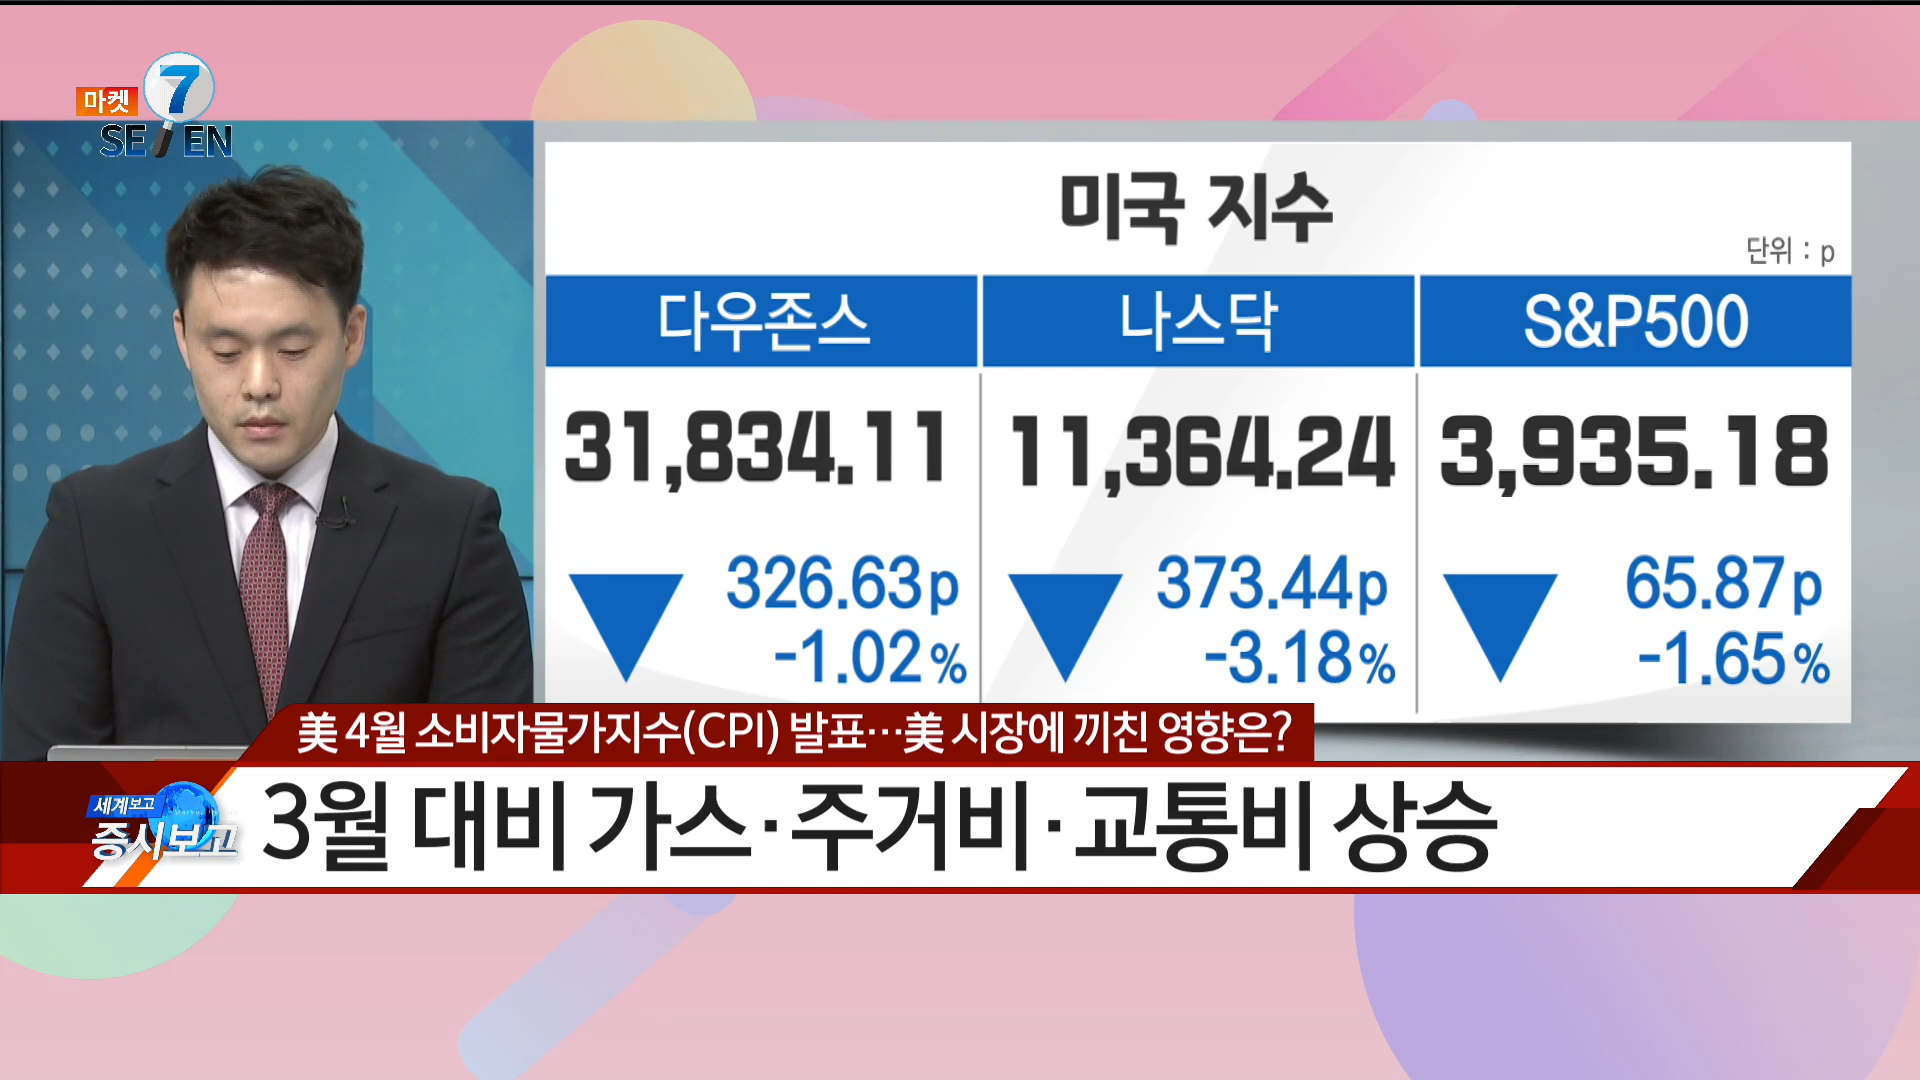 마켓 7
SE7EN
미국 지수
단위 : p
다우존스 나스닥 S&P500
31,834.11 11,364.24 3,935.18
▼ 326.63p ▼ 373.44p ▼ 65.87p
-1.02% -3.18% -1.65%
美 4월 소비자물가지수(CPI) 발표…美 시장에 끼친 영향은?
세계보고
증시보고
3월 대비 가스·주거비·교통비 상승